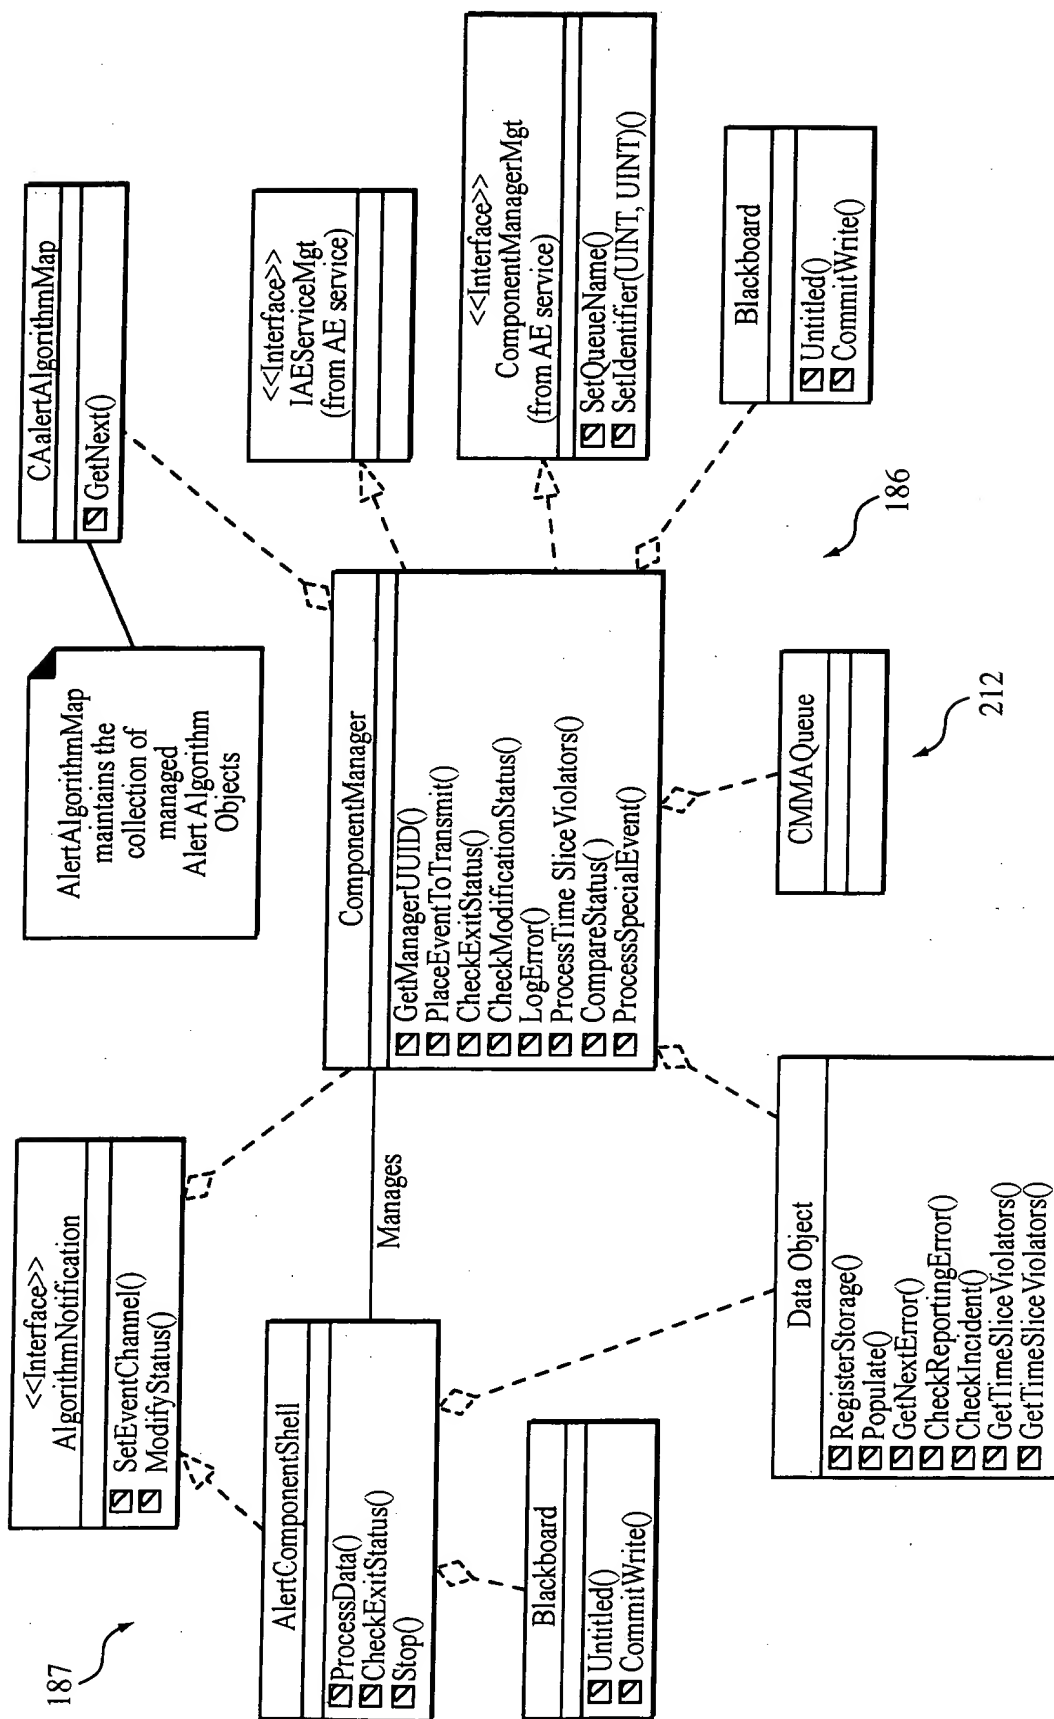 187
<<Interface>>
AlgorithmNotification
SetEventChannel()
ModifyStatus()
AlertAlgorithmMap
maintains the
collection of
managed
Alert Algorithm
Objects
CAalertAlgorithmMap
GetNext()
AlertComponentShell
ProcessData()
CheckExitStatus()
Stop()
Manages
ComponentManager
GetManagerUUID()
PlaceEventToTransmit()
CheckExitStatus()
CheckModificationStatus()
LogError()
ProcessTime SliceViolators()
CompareStatus()
ProcessSpecialEvent()
<<Interface>>
IAEServiceMgt
(from AE service)
<<Interface>>
ComponentManagerMgt
(from AE service)
SetQueueName()
SetIdentifier(UINT, UINT)()
Blackboard
Untitled()
CommitWrite()
Data Object
RegisterStorage()
Populate()
GetNextError()
CheckReportingError()
CheckIncident()
GetTimeSliceViolators()
GetTimeSliceViolators()
CMMAQueue
212
186
Blackboard
Untitled()
CommitWrite()